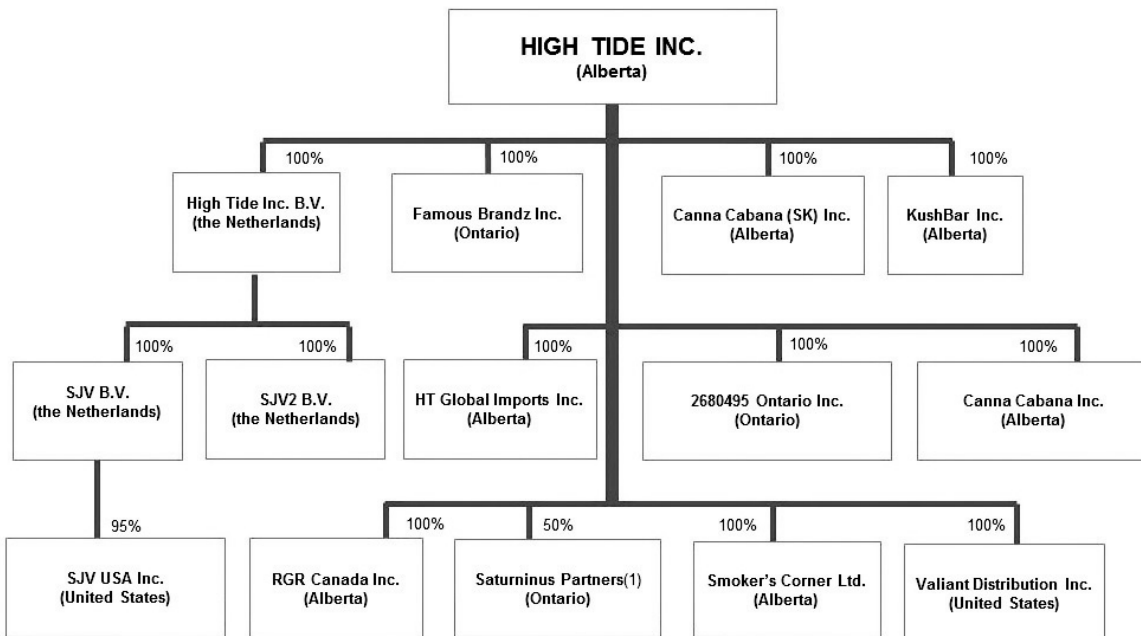 HIGH TIDE INC.
(Alberta)
100%
100%
100%
100%
High Tide Inc. B.V.
(the Netherlands)
Famous Brandz Inc.
(Ontario)
Canna Cabana (SK) Inc.
(Alberta)
KushBar Inc.
(Alberta)
100%
100%
100%
100%
100%
SJV B.V.
(the Netherlands)
SJV2 B.V.
(the Netherlands)
HT Global Imports Inc.
(Alberta)
2680495 Ontario Inc.
(Ontario)
Canna Cabana Inc.
(Alberta)
95%
100%
50%
100%
100%
SJV USA Inc.
(United States)
RGR Canada Inc.
(Alberta)
Saturninus Partners(1)
(Ontario)
Smoker's Corner Ltd.
(Alberta)
Valiant Distribution Inc.
(United States)